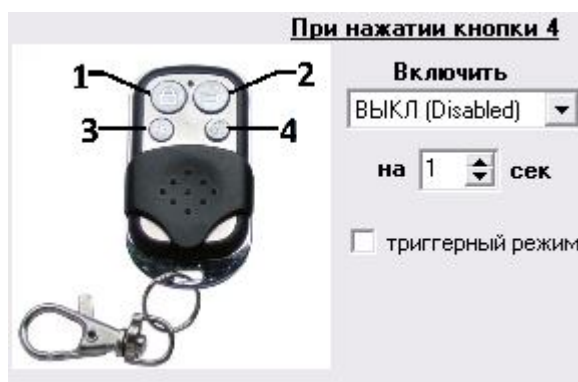 При нажатии кнопки 4
1 2
3 4
Включить
ВЫКЛ (Disabled)
на 1 сек
триггерный режим